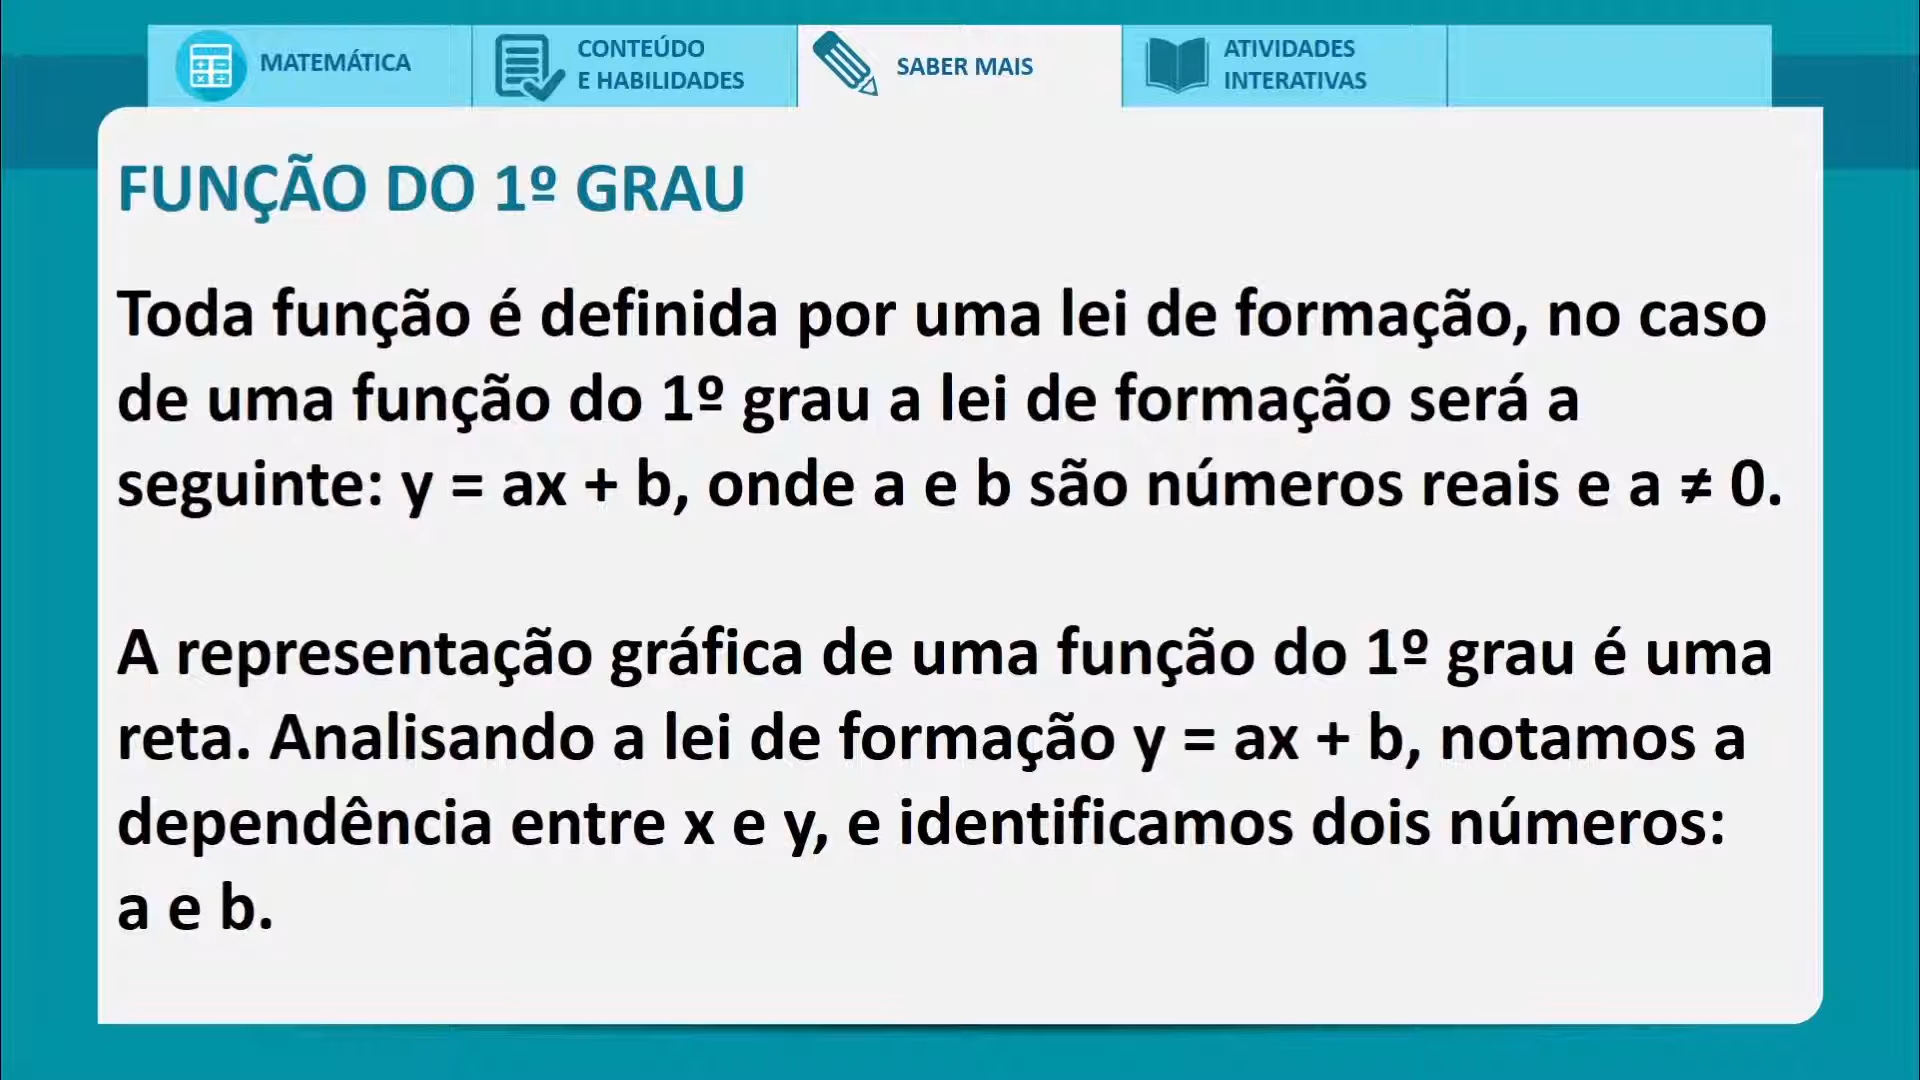 MATEMÁTICA
CONTEÚDO
E HABILIDADES
SABER MAIS
ATIVIDADES
INTERATIVAS
FUNÇÃO DO 1º GRAU
Toda função é definida por uma lei de formação, no caso
de uma função do 1º grau a lei de formação será a
seguinte: y = ax + b, onde a e b são números reais e a ≠ 0.
A representação gráfica de uma função do 1º grau é uma
reta. Analisando a lei de formação y = ax + b, notamos a
dependência entre x e y, e identificamos dois números:
a e b.